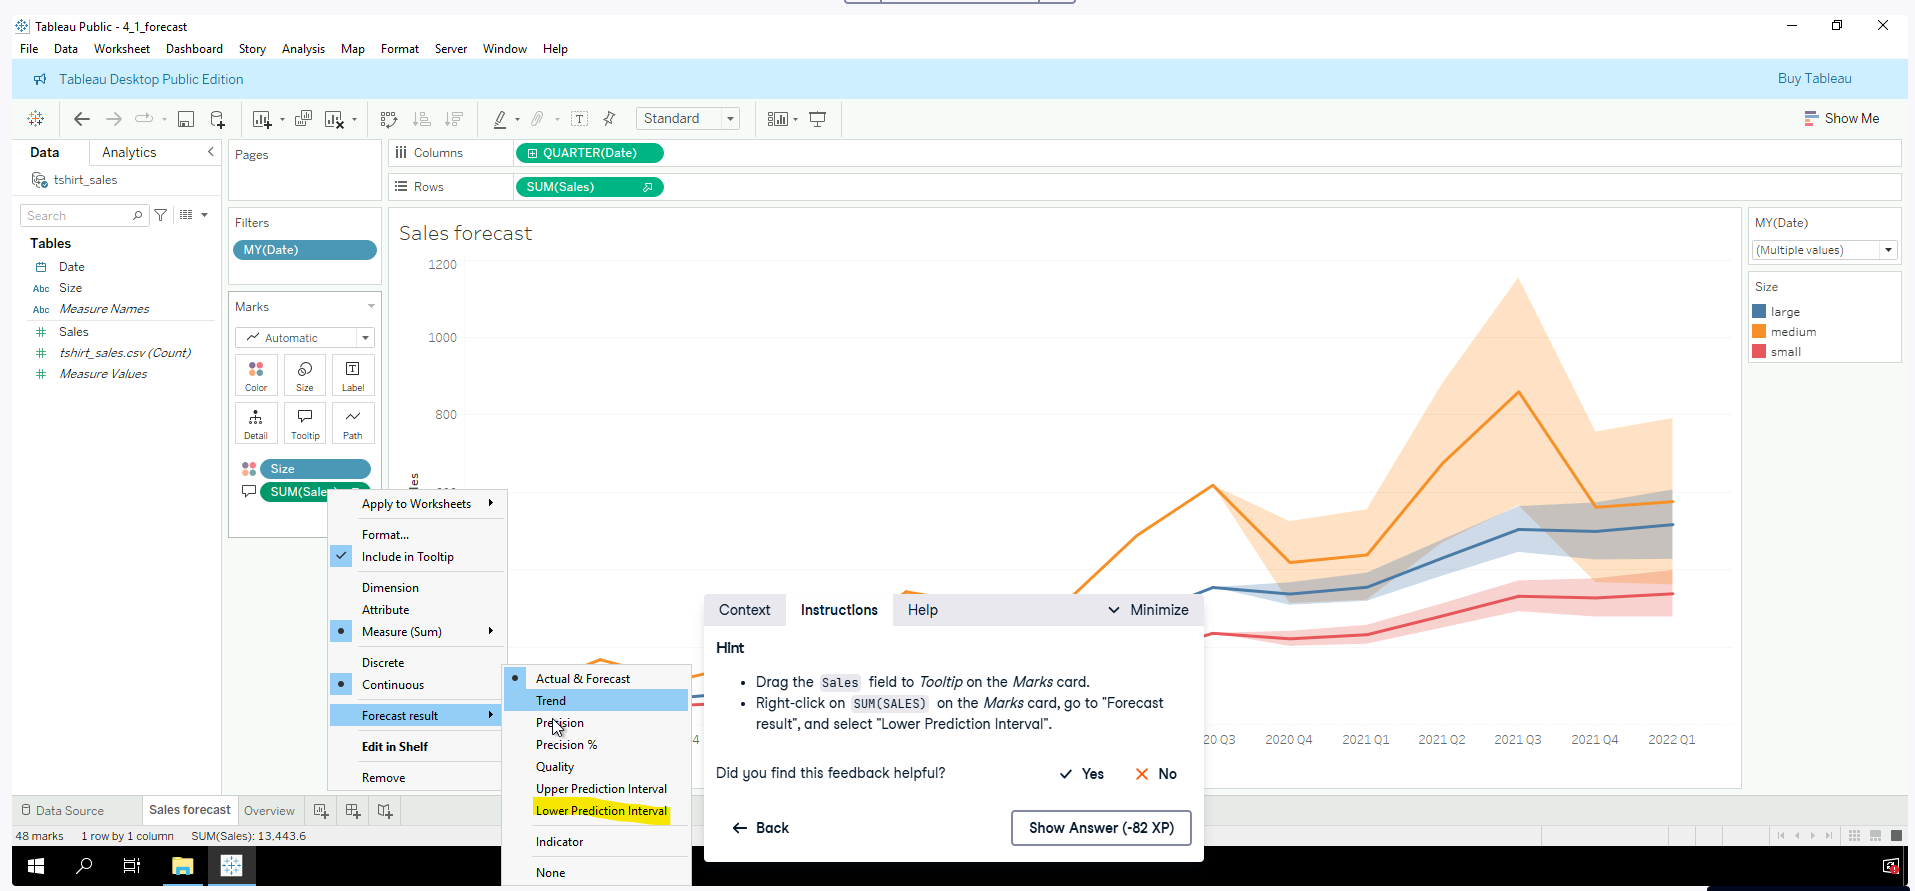 Tableau Public - 4_1_forecast
File Data Worksheet Dashboard Story Analysis Map Format Server Window Help
Tableau Desktop Public Edition
Buy Tableau
Standard
Show Me
Data
Analytics
tshirt_sales
Search
Tables
Date
Abc Size
Abc Measure Names
Sales
tshirt_sales.csv (Count)
Measure Values
Pages
Filters
MY(Date)
Marks
Automatic
Color Size Label
Detail Tooltip Path
Size
SUM(Sale
Columns
QUARTER(Date)
Rows
SUM(Sales)
Sales forecast
1200
1000
800
20 Q3 2020 Q4 2021 Q1 2021 Q2 2021 Q3 2021 Q4 2022 Q1
MY(Date)
(Multiple values)
Size
large
medium
small
Apply to Worksheets
Format...
Include in Tooltip
Dimension
Attribute
Measure (Sum)
Discrete
Continuous
Forecast result
Edit in Shelf
Remove
Actual & Forecast
Trend
Precision
Precision %
Quality
Upper Prediction Interval
Lower Prediction Interval
Indicator
None
Context
Instructions
Help
Minimize
Hint
• Drag the Sales field to Tooltip on the Marks card.
• Right-click on SUM(SALES) on the Marks card, go to "Forecast
result", and select "Lower Prediction Interval".
Did you find this feedback helpful?
Yes
No
Back
Show Answer (-82 XP)
Data Source
Sales forecast
Overview
48 marks 1 row by 1 column SUM(Sales): 13,443.6